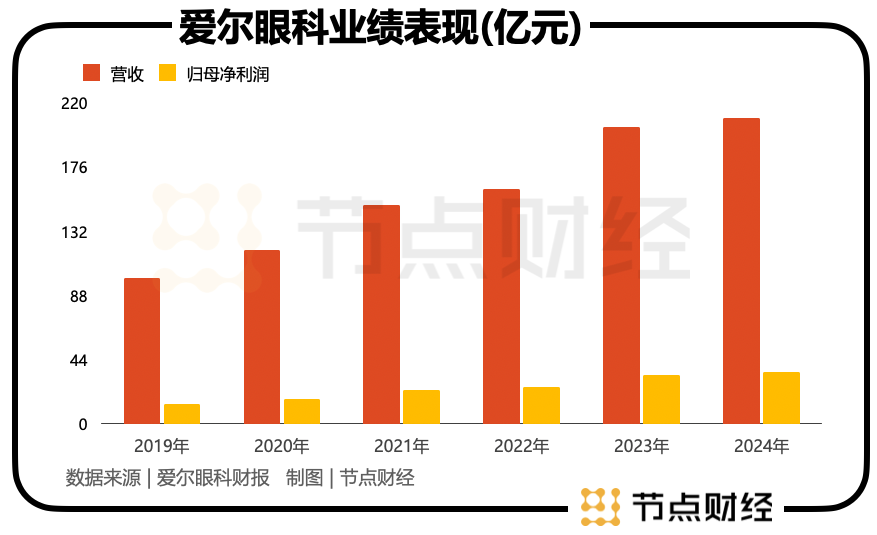 爱尔眼科业绩表现(亿元)
营收 归母净利润
220
176
132
88
44
0
2019年 2020年 2021年 2022年 2023年 2024年
节点财经
数据来源 | 爱尔眼科财报 制图 | 节点财经
节点财经